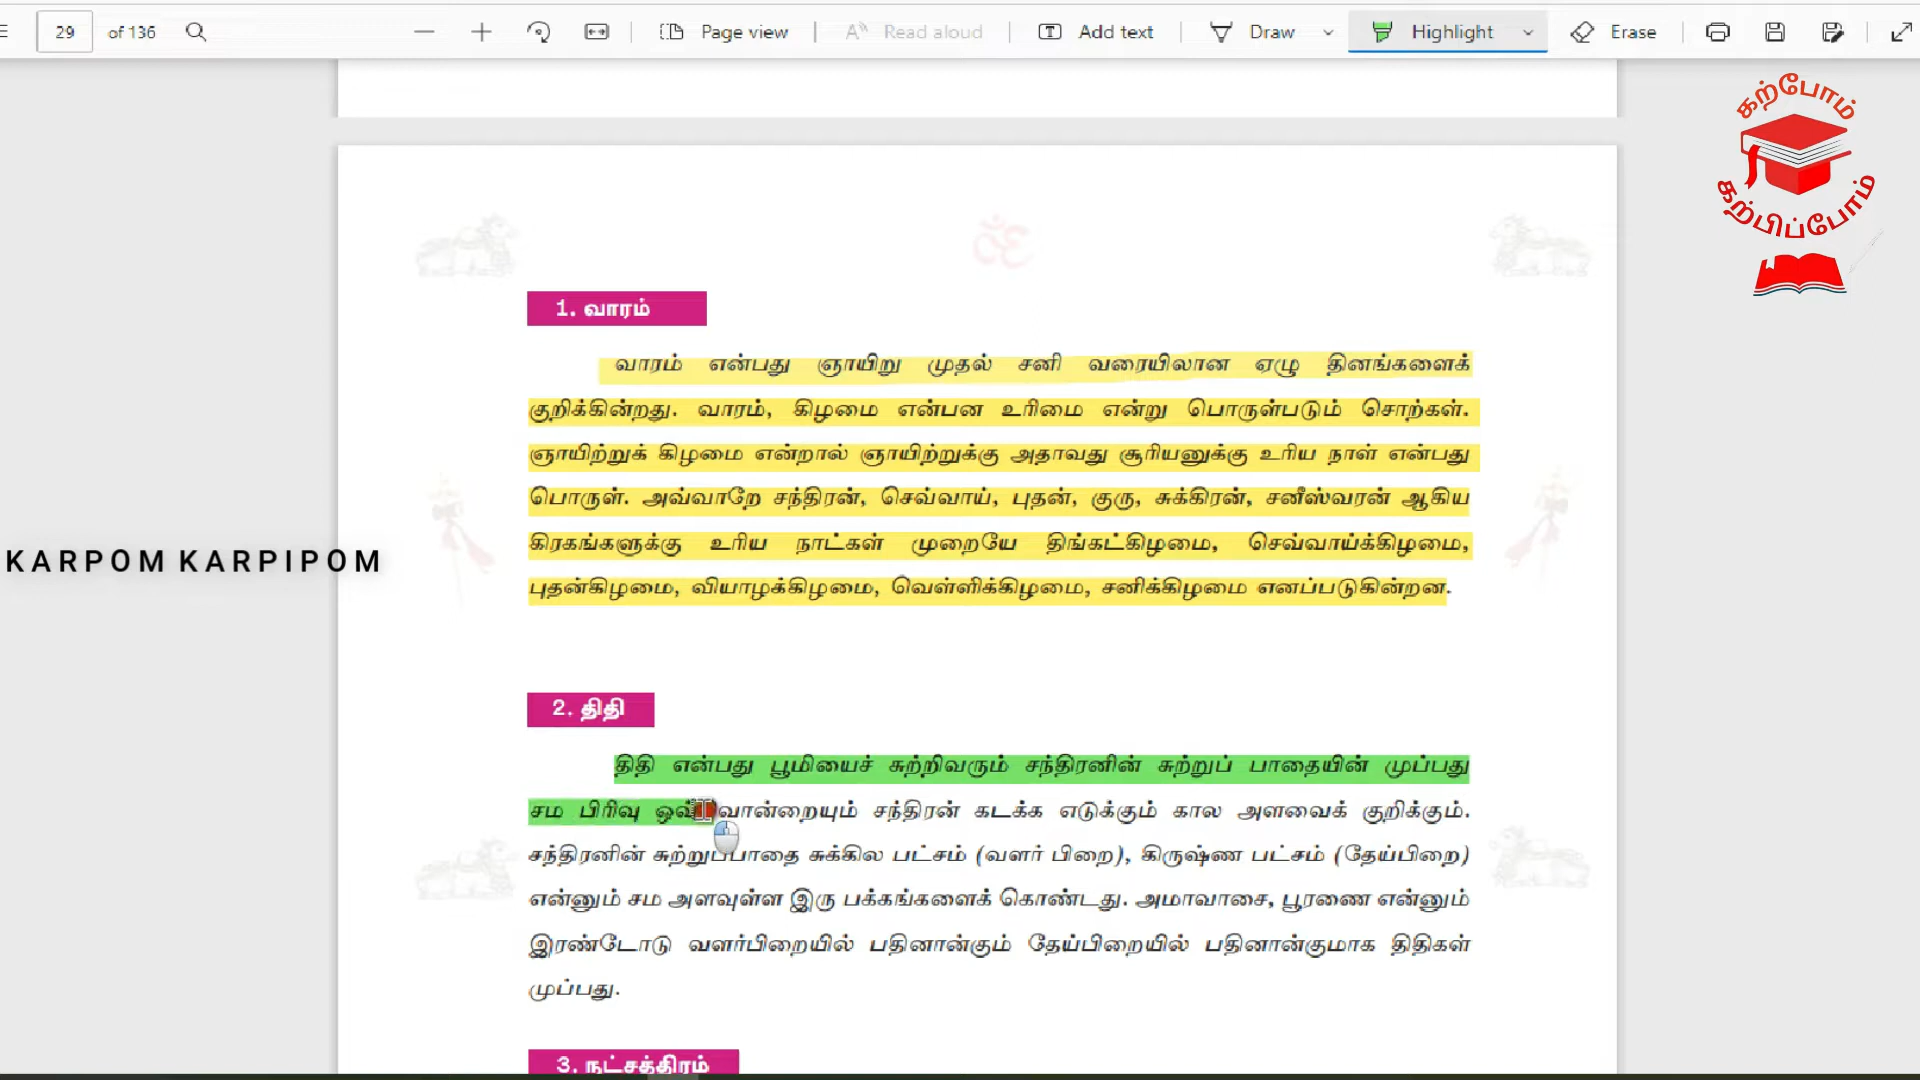 29 of 136 Page view Read aloud Add text Draw Highlight Erase
கற்போம்
கற்பிப்போம்
1. வாரம்
வாரம் என்பது ஞாயிறு முதல் சனி வரையிலான ஏழு தினங்களைக்
குறிக்கின்றது. வாரம், கிழமை என்பன உரிமை என்று பொருள்படும் சொற்கள்.
ஞாயிற்றுக் கிழமை என்றால் ஞாயிற்றுக்கு அதாவது சூரியனுக்கு உரிய நாள் என்பது
பொருள். அவ்வாறே சந்திரன், செவ்வாய், புதன், குரு, சுக்கிரன், சனீஸ்வரன் ஆகிய
கிரகங்களுக்கு உரிய நாட்கள் முறையே திங்கட்கிழமை, செவ்வாய்க்கிழமை,
KARPOM KARPIPOM
புதன்கிழமை, வியாழக்கிழமை, வெள்ளிக்கிழமை, சனிக்கிழமை எனப்படுகின்றன.
2. திதி
திதி என்பது பூமியைச் சுற்றிவரும் சந்திரனின் சுற்றுப் பாதையின் முப்பது
சம பிரிவு ஒவ்வொன்றையும் சந்திரன் கடக்க எடுக்கும் கால அளவைக் குறிக்கும்.
சந்திரனின் சுற்றுப்பாதை சுக்கில பட்சம் (வளர் பிறை), கிருஷ்ண பட்சம் (தேய்பிறை)
என்னும் சம அளவுள்ள இரு பக்கங்களைக் கொண்டது. அமாவாசை, பூரணை என்னும்
இரண்டோடு வளர்பிறையில் பதினான்கும் தேய்பிறையில் பதினான்குமாக திதிகள்
முப்பது.
3. நட்சத்திரம்